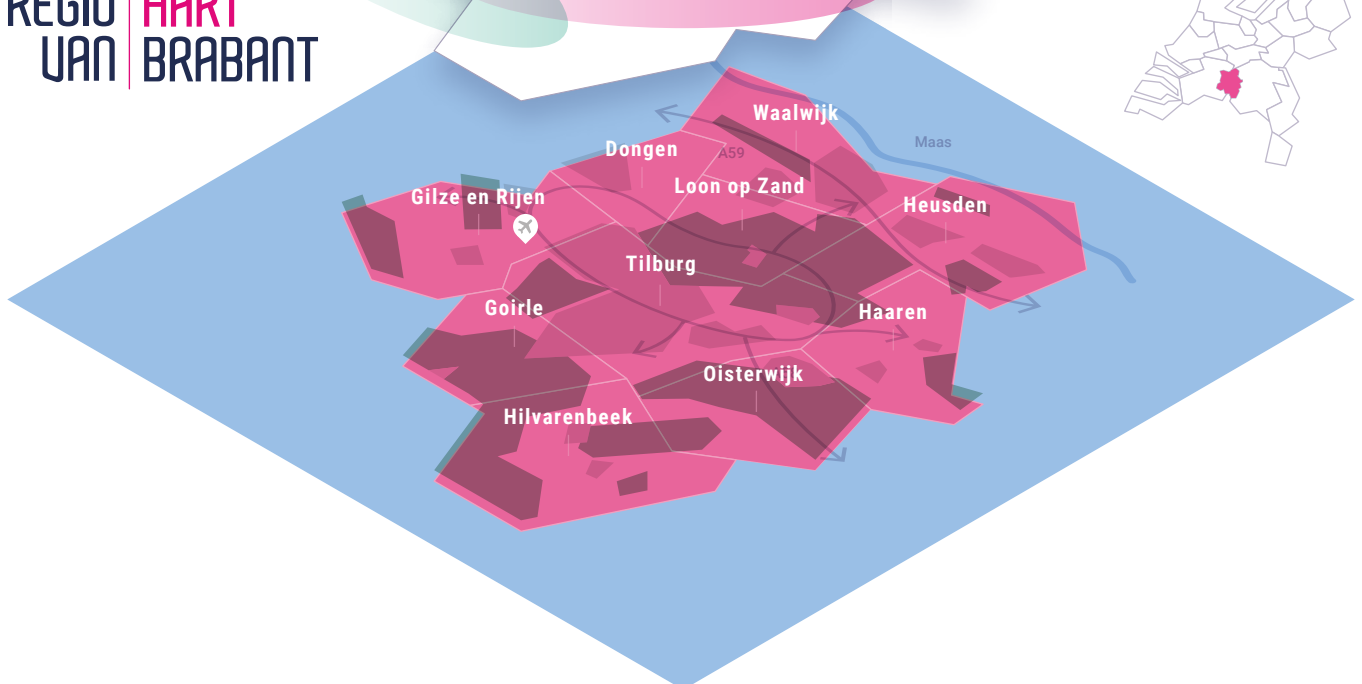 REGIO HART
VAN BRABANT
Waalwijk
Maas
Dongen
A59
Loon op Zand
Gilze en Rijen
Heusden
Tilburg
Goirle
Haaren
Oisterwijk
Hilvarenbeek